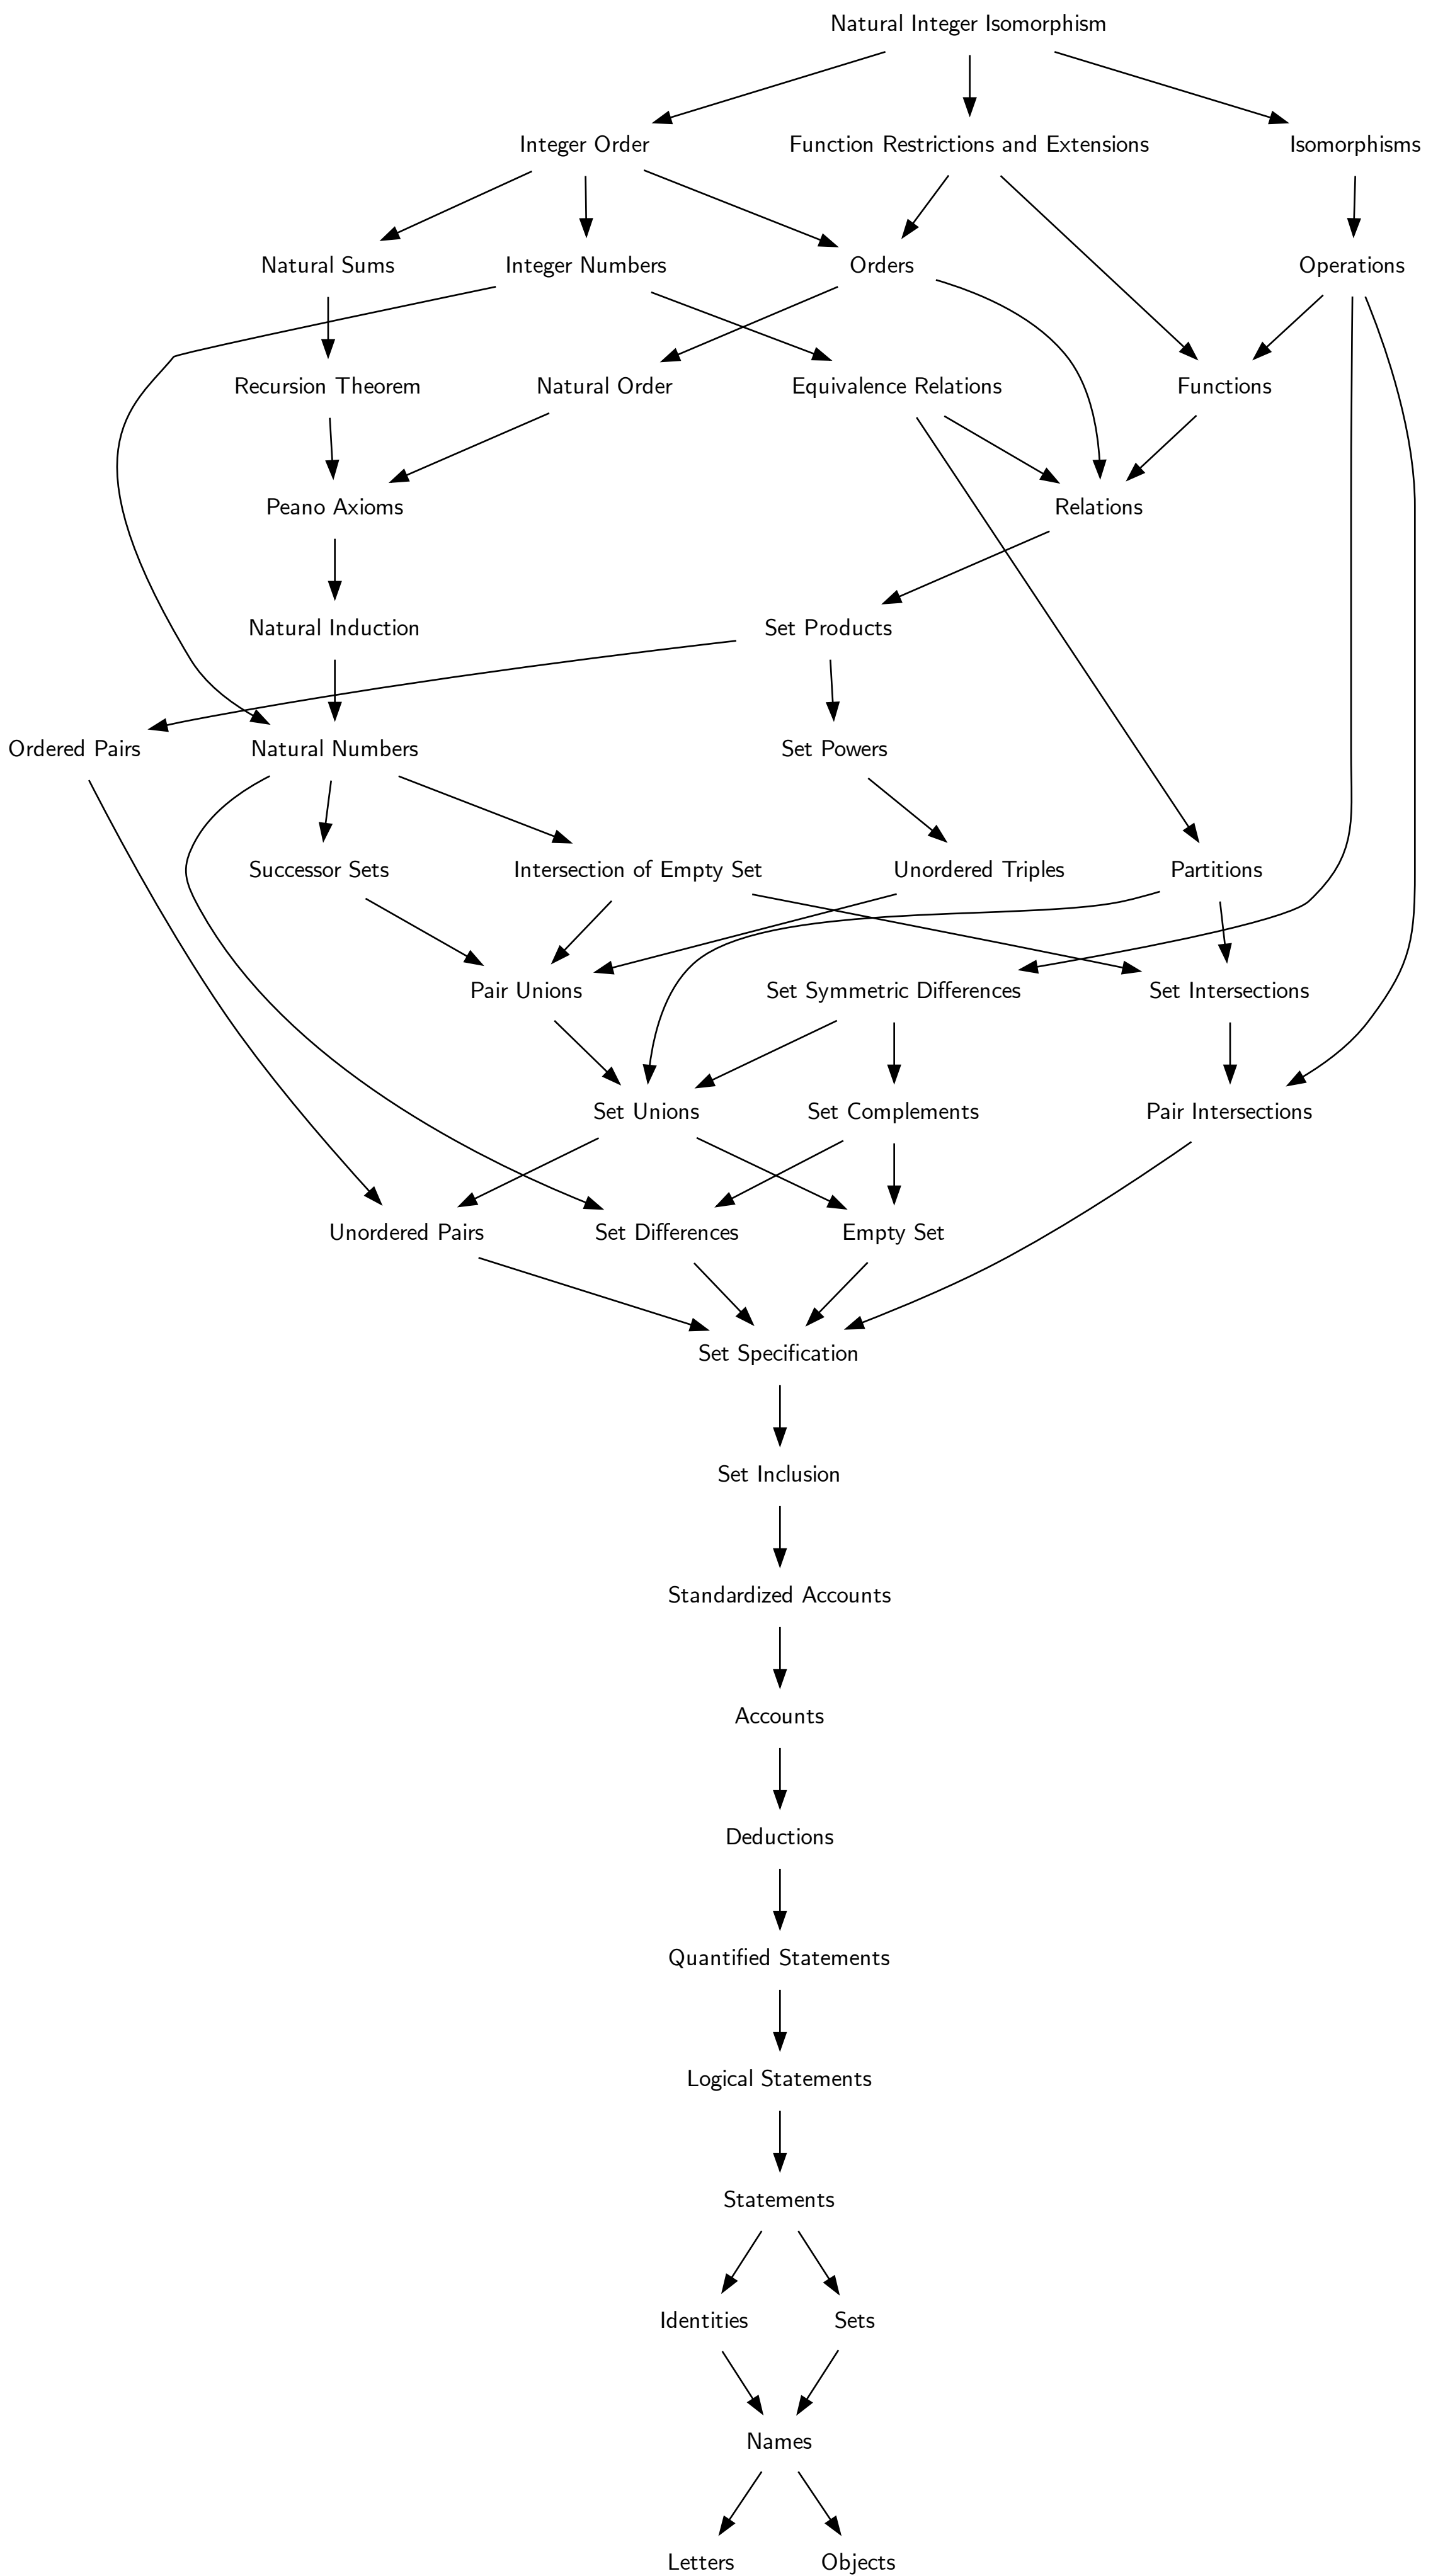 Natural Integer Isomorphism
Integer Order
Function Restrictions and Extensions
Isomorphisms
Natural Sums
Integer Numbers
Orders
Operations
Recursion Theorem
Natural Order
Equivalence Relations
Functions
Peano Axioms
Relations
Natural Induction
Set Products
Ordered Pairs
Natural Numbers
Set Powers
Successor Sets
Intersection of Empty Set
Unordered Triples
Partitions
Pair Unions
Set Symmetric Differences
Set Intersections
Set Unions
Set Complements
Pair Intersections
Unordered Pairs
Set Differences
Empty Set
Set Specification
Set Inclusion
Standardized Accounts
Accounts
Deductions
Quantified Statements
Logical Statements
Statements
Identities
Sets
Names
Letters
Objects